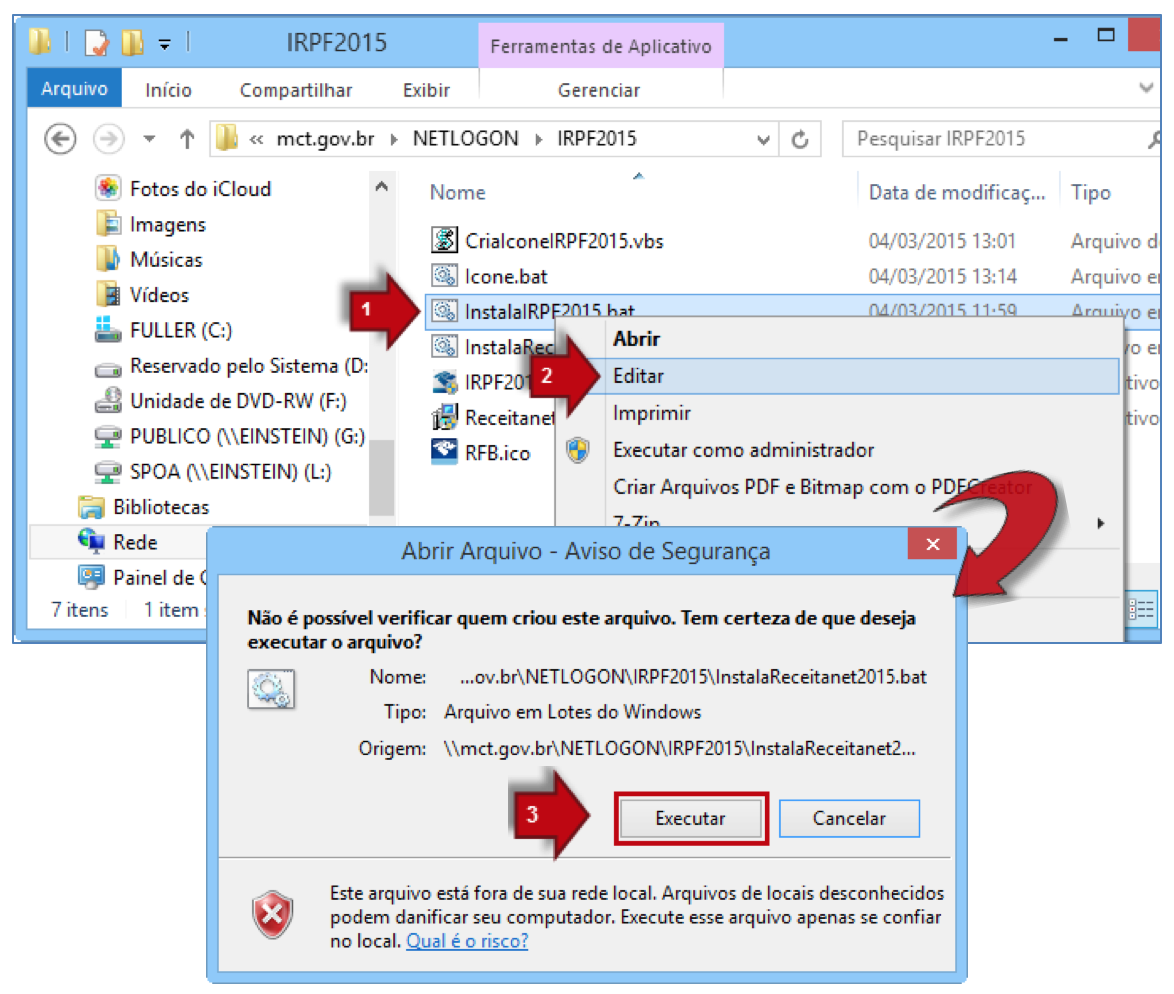 IRPF2015
Ferramentas de Aplicativo
Arquivo Início Compartilhar Exibir Gerenciar
« mct.gov.br NETLOGON IRPF2015
Pesquisar IRPF2015
Fotos do iCloud
Imagens
Músicas
Vídeos
FULLER (C:)
Reservado pelo Sistema (D:
Unidade de DVD-RW (F:)
PUBLICO (\\EINSTEIN) (G:)
SPOA (\\EINSTEIN) (L:)
Bibliotecas
Rede
Painel de C
Nome Data de modificaç... Tipo
CriaIconeIRPF2015.vbs 04/03/2015 13:01 Arquivo d
Icone.bat 04/03/2015 13:14 Arquivo e
1
InstalaIRPF2015.bat 04/03/2015 11:59 Arquivo e
InstalaRec vo e
IRPF201 tivo
Receitanet tivo
RFB.ico
Abrir
2
Editar
Imprimir
Executar como administrador
Criar Arquivos PDF e Bitmap com o PDFCreator
7-Zip
7 itens 1 item
Abrir Arquivo - Aviso de Segurança
Não é possível verificar quem criou este arquivo. Tem certeza de que deseja
executar o arquivo?
Nome: ...ov.br\NETLOGON\IRPF2015\InstalaReceitanet2015.bat
Tipo: Arquivo em Lotes do Windows
Origem: \\mct.gov.br\NETLOGON\IRPF2015\InstalaReceitanet2...
3
Executar Cancelar
Este arquivo está fora de sua rede local. Arquivos de locais desconhecidos
podem danificar seu computador. Execute esse arquivo apenas se confiar
no local. Qual é o risco?